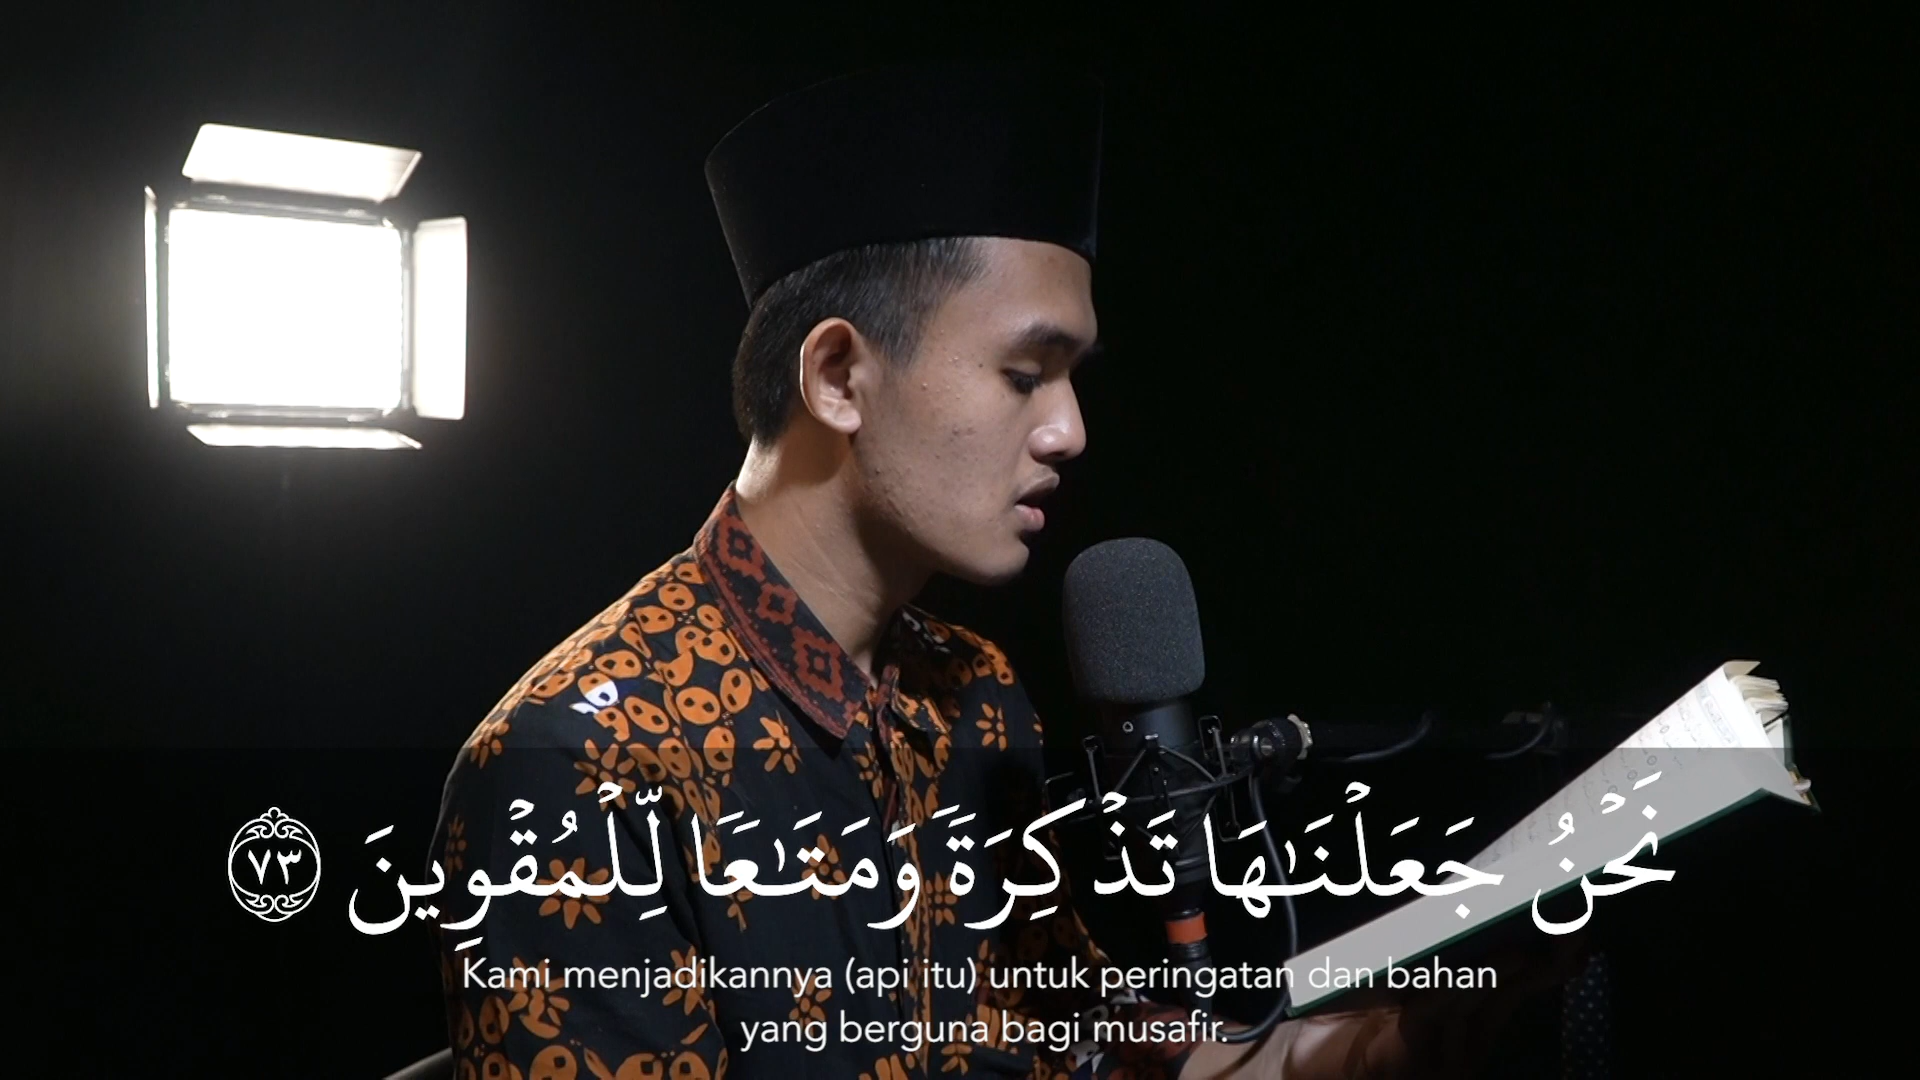 نَحْنُ جَعَلْنَٰهَا تَذْكِرَةً وَمَتَٰعًا لِّلْمُقْوِينَ ٧٣
Kami menjadikannya (api itu) untuk peringatan dan bahan
yang berguna bagi musafir.